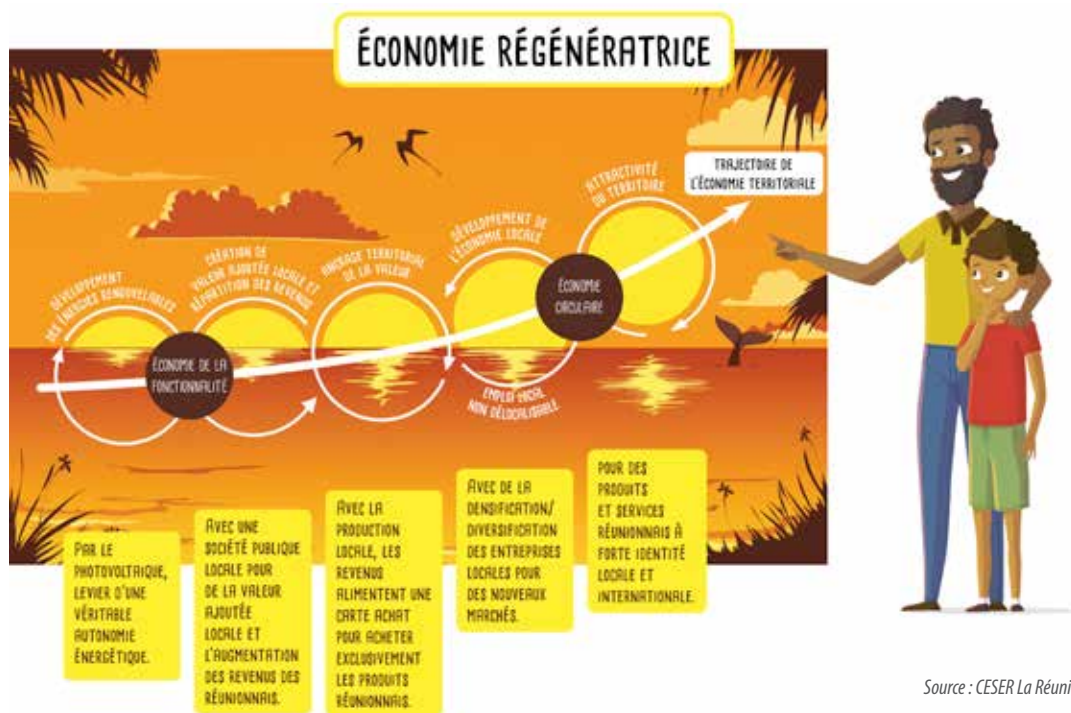 ÉCONOMIE RÉGÉNÉRATRICE
TRAJECTOIRE DE
L'ÉCONOMIE TERRITORIALE
DÉVELOPPEMENT
DES ÉNERGIES RENOUVELABLES
CRÉATION DE
VALEUR AJOUTÉE LOCALE ET
RÉPARTITION DES REVENUS
ANCRAGE TERRITORIAL
DE LA VALEUR
DÉVELOPPEMENT DE
L'ÉCONOMIE LOCALE
ATTRACTIVITÉ
DU TERRITOIRE
ÉCONOMIE DE LA
FONCTIONNALITÉ
ÉCONOMIE
CIRCULAIRE
EMPLOI LOCAL
NON DÉLOCALISABLE
PAR LE
PHOTOVOLTAIQUE,
LEVIER D'UNE
VÉRITABLE
AUTONOMIE
ÉNERGÉTIQUE.
AVEC UNE
SOCIÉTÉ PUBLIQUE
LOCALE POUR
DE LA VALEUR
AJOUTÉE
LOCALE ET
L'AUGMENTATION
DES REVENUS DES
RÉUNIONNAIS.
AVEC LA
PRODUCTION
LOCALE, LES
REVENUS
ALIMENTENT UNE
CARTE ACHAT
POUR ACHETER
EXCLUSIVEMENT
LES PRODUITS
RÉUNIONNAIS.
AVEC DE LA
DENSIFICATION/
DIVERSIFICATION
DES ENTREPRISES
LOCALES POUR
DES NOUVEAUX
MARCHÉS.
POUR DES
PRODUITS
ET SERVICES
RÉUNIONNAIS À
FORTE IDENTITÉ
LOCALE ET
INTERNATIONALE.
Source : CESER La Réuni